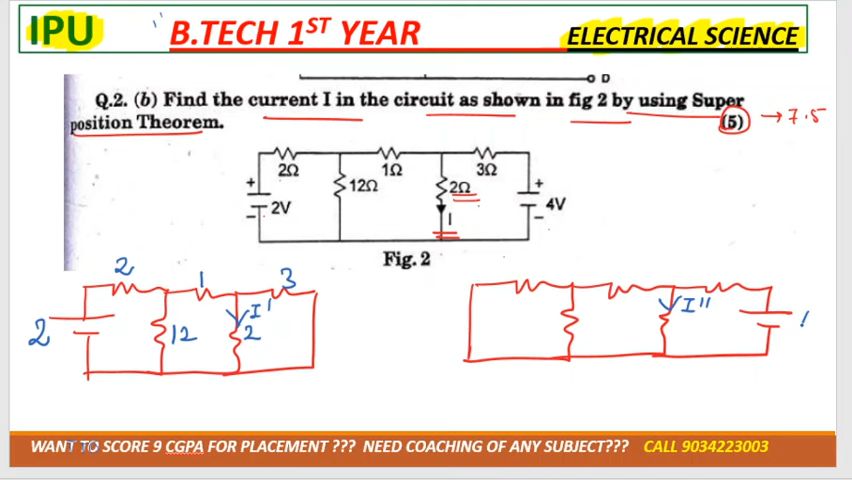 IPU
B.TECH 1ST YEAR
ELECTRICAL SCIENCE
D
Q.2. (b) Find the current I in the circuit as shown in fig 2 by using Super
position Theorem. (5) → 7.5
2Ω 1Ω 3Ω
+ 12Ω 2Ω +
- 2V I 4V -
Fig. 2
2 1 3
2 12 I' 2
I''
WANT TO SCORE 9 CGPA FOR PLACEMENT ??? NEED COACHING OF ANY SUBJECT??? CALL 9034223003